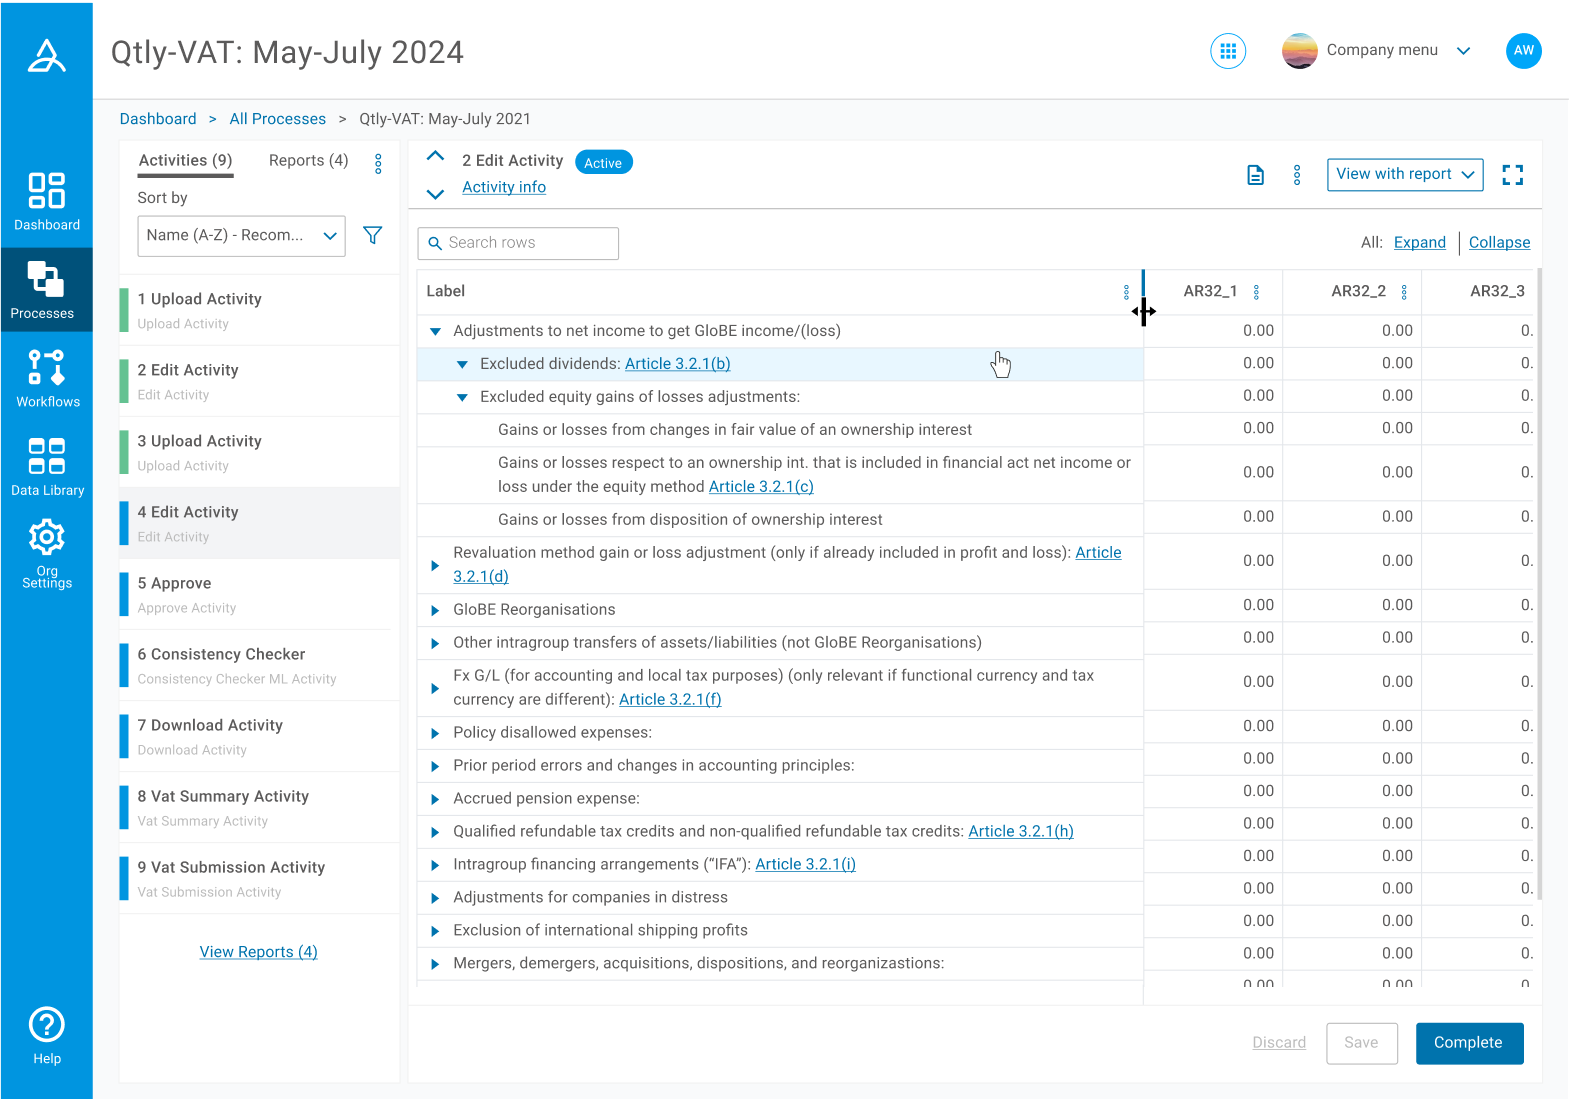 Qtly-VAT: May-July 2024
Company menu
AW
Dashboard > All Processes > Qtly-VAT: May-July 2021
Dashboard
Processes
Workflows
Data Library
Org
Settings
Help
Activities (9)
Reports (4)
Sort by
Name (A-Z) - Recom...
1 Upload Activity
Upload Activity
2 Edit Activity
Edit Activity
3 Upload Activity
Upload Activity
4 Edit Activity
Edit Activity
5 Approve
Approve Activity
6 Consistency Checker
Consistency Checker ML Activity
7 Download Activity
Download Activity
8 Vat Summary Activity
Vat Summary Activity
9 Vat Submission Activity
Vat Submission Activity
View Reports (4)
2 Edit Activity
Active
Activity info
View with report
Search rows
All: Expand | Collapse
Label AR32_1 AR32_2 AR32_3
Adjustments to net income to get GloBE income/(loss) 0.00 0.00 0.
Excluded dividends: Article 3.2.1(b) 0.00 0.00 0.
Excluded equity gains of losses adjustments: 0.00 0.00 0.
Gains or losses from changes in fair value of an ownership interest 0.00 0.00 0.
Gains or losses respect to an ownership int. that is included in financial act net income or
loss under the equity method Article 3.2.1(c) 0.00 0.00 0.
Gains or losses from disposition of ownership interest 0.00 0.00 0.
Revaluation method gain or loss adjustment (only if already included in profit and loss): Article
3.2.1(d) 0.00 0.00 0.
GloBE Reorganisations 0.00 0.00 0.
Other intragroup transfers of assets/liabilities (not GloBE Reorganisations) 0.00 0.00 0.
Fx G/L (for accounting and local tax purposes) (only relevant if functional currency and tax
currency are different): Article 3.2.1(f) 0.00 0.00 0.
Policy disallowed expenses: 0.00 0.00 0.
Prior period errors and changes in accounting principles: 0.00 0.00 0.
Accrued pension expense: 0.00 0.00 0.
Qualified refundable tax credits and non-qualified refundable tax credits: Article 3.2.1(h) 0.00 0.00 0.
Intragroup financing arrangements (“IFA”): Article 3.2.1(i) 0.00 0.00 0.
Adjustments for companies in distress 0.00 0.00 0.
Exclusion of international shipping profits 0.00 0.00 0.
Mergers, demergers, acquisitions, dispositions, and reorganizastions: 0.00 0.00 0.
0.00 0.00 0.
Discard
Save
Complete